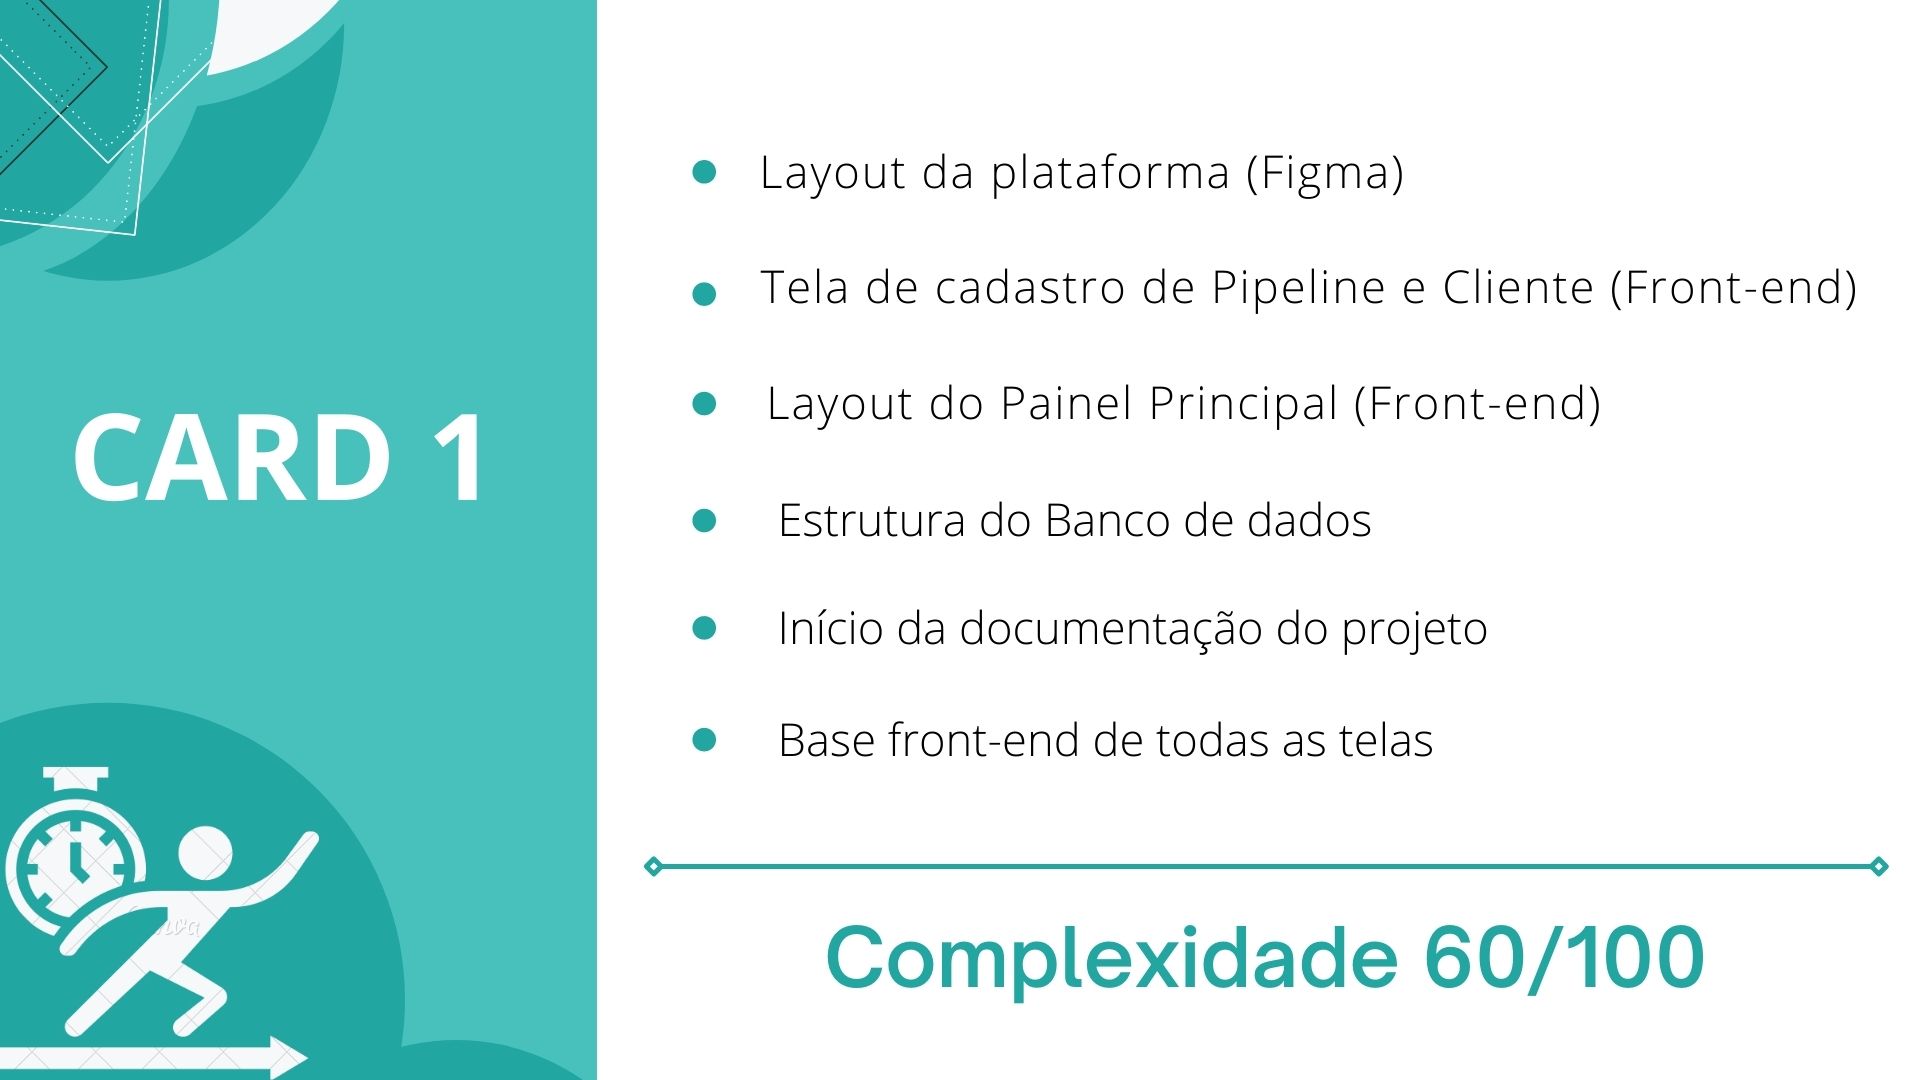 CARD 1
Layout da plataforma (Figma)
Tela de cadastro de Pipeline e Cliente (Front-end)
Layout do Painel Principal (Front-end)
Estrutura do Banco de dados
Início da documentação do projeto
Base front-end de todas as telas
Complexidade 60/100